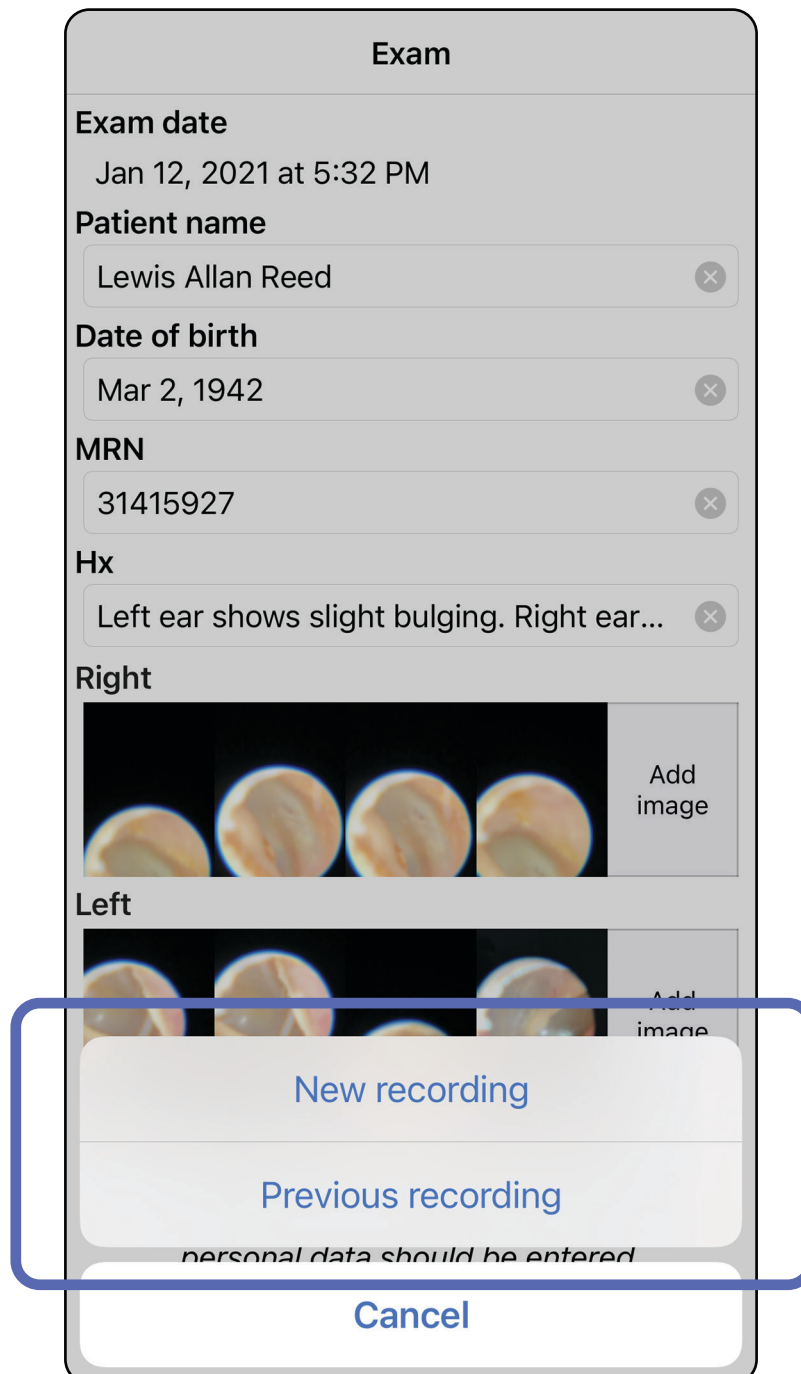 Exam
Exam date
Jan 12, 2021 at 5:32 PM
Patient name
Lewis Allan Reed
Date of birth
Mar 2, 1942
MRN
31415927
Hx
Left ear shows slight bulging. Right ear...
Right
Add
image
Left
Add
image
New recording
Previous recording
personal data should be entered
Cancel